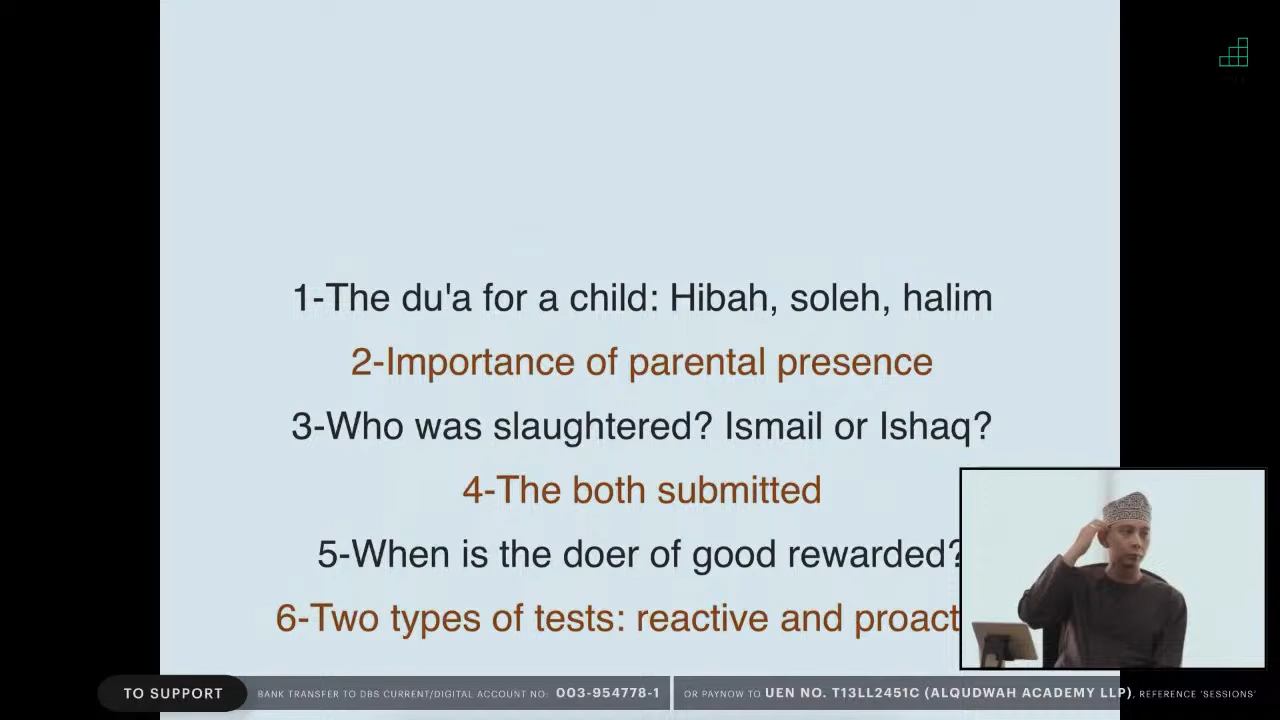 1-The du'a for a child: Hibah, soleh, halim
2-Importance of parental presence
3-Who was slaughtered? Ismail or Ishaq?
4-The both submitted
5-When is the doer of good rewarded?
6-Two types of tests: reactive and proact
TO SUPPORT
BANK TRANSFER TO DBS CURRENT/DIGITAL ACCOUNT NO: 003-954778-1
OR PAYNOW TO UEN NO. T13LL2451C (ALQUDWAH ACADEMY LLP), REFERENCE 'SESSIONS'